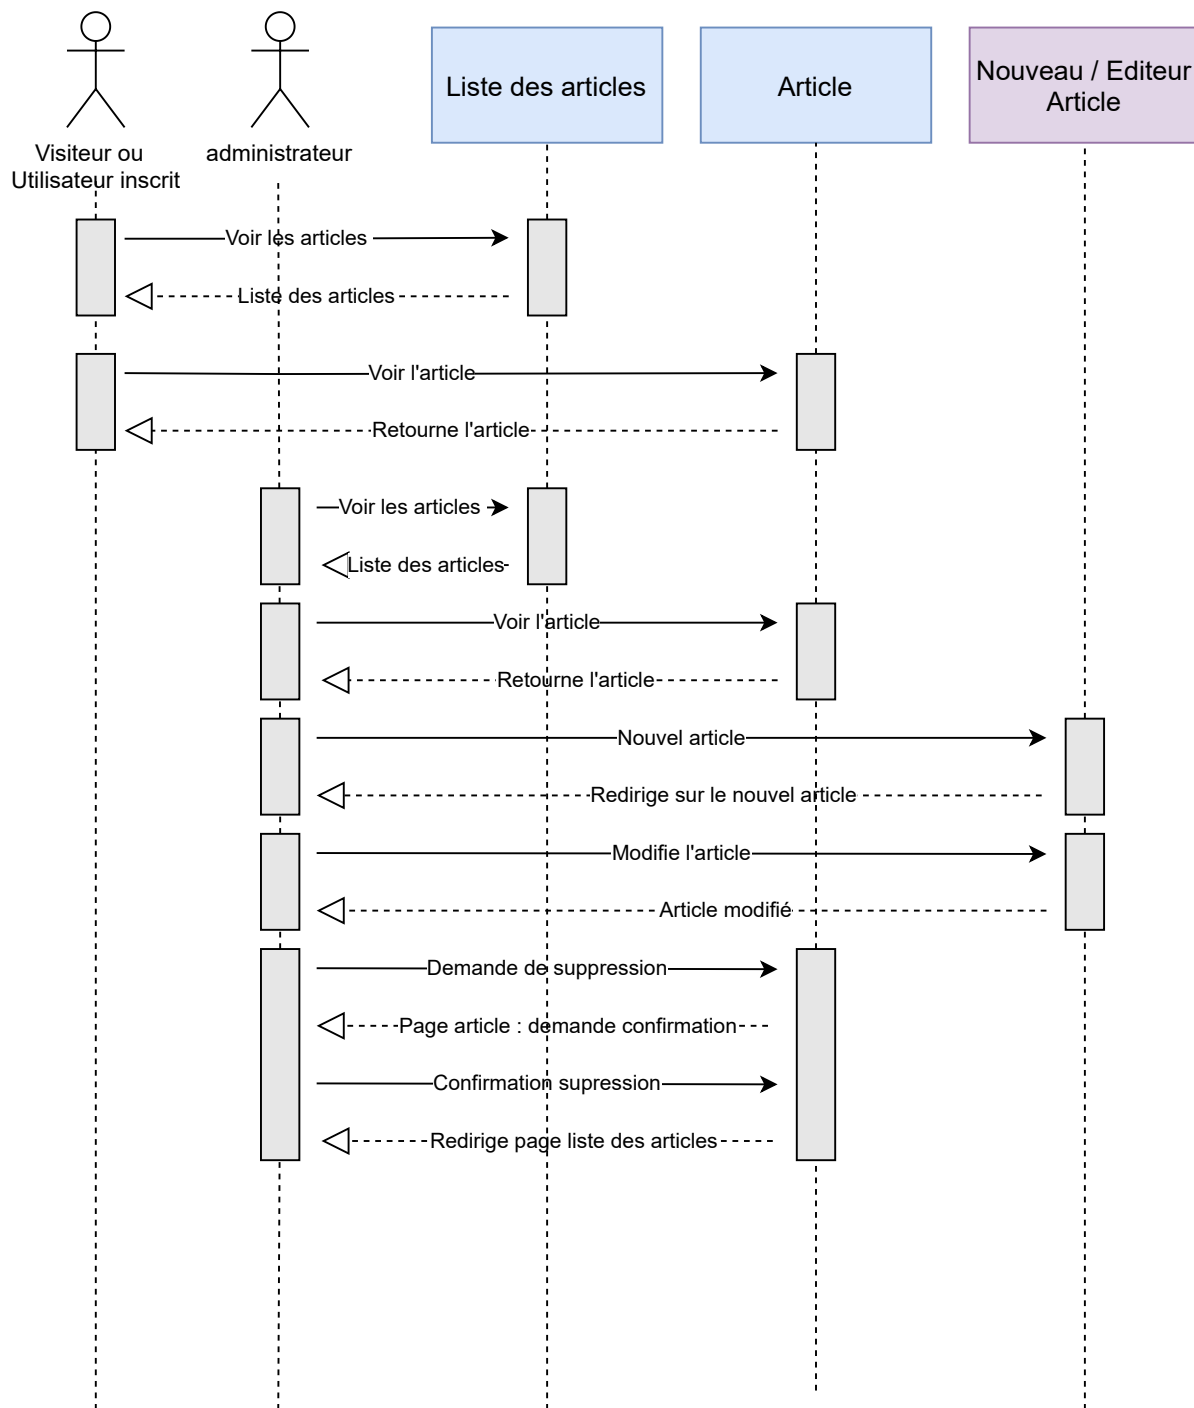 Visiteur ou
Utilisateur inscrit
administrateur
Liste des articles
Article
Nouveau / Editeur
Article
Voir les articles
Liste des articles
Voir l'article
Retourne l'article
Voir les articles
Liste des articles
Voir l'article
Retourne l'article
Nouvel article
Redirige sur le nouvel article
Modifie l'article
Article modifié
Demande de suppression
Page article : demande confirmation
Confirmation supression
Redirige page liste des articles